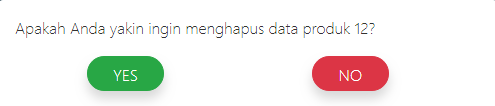 Apakah Anda yakin ingin menghapus data produk 12?
YES NO